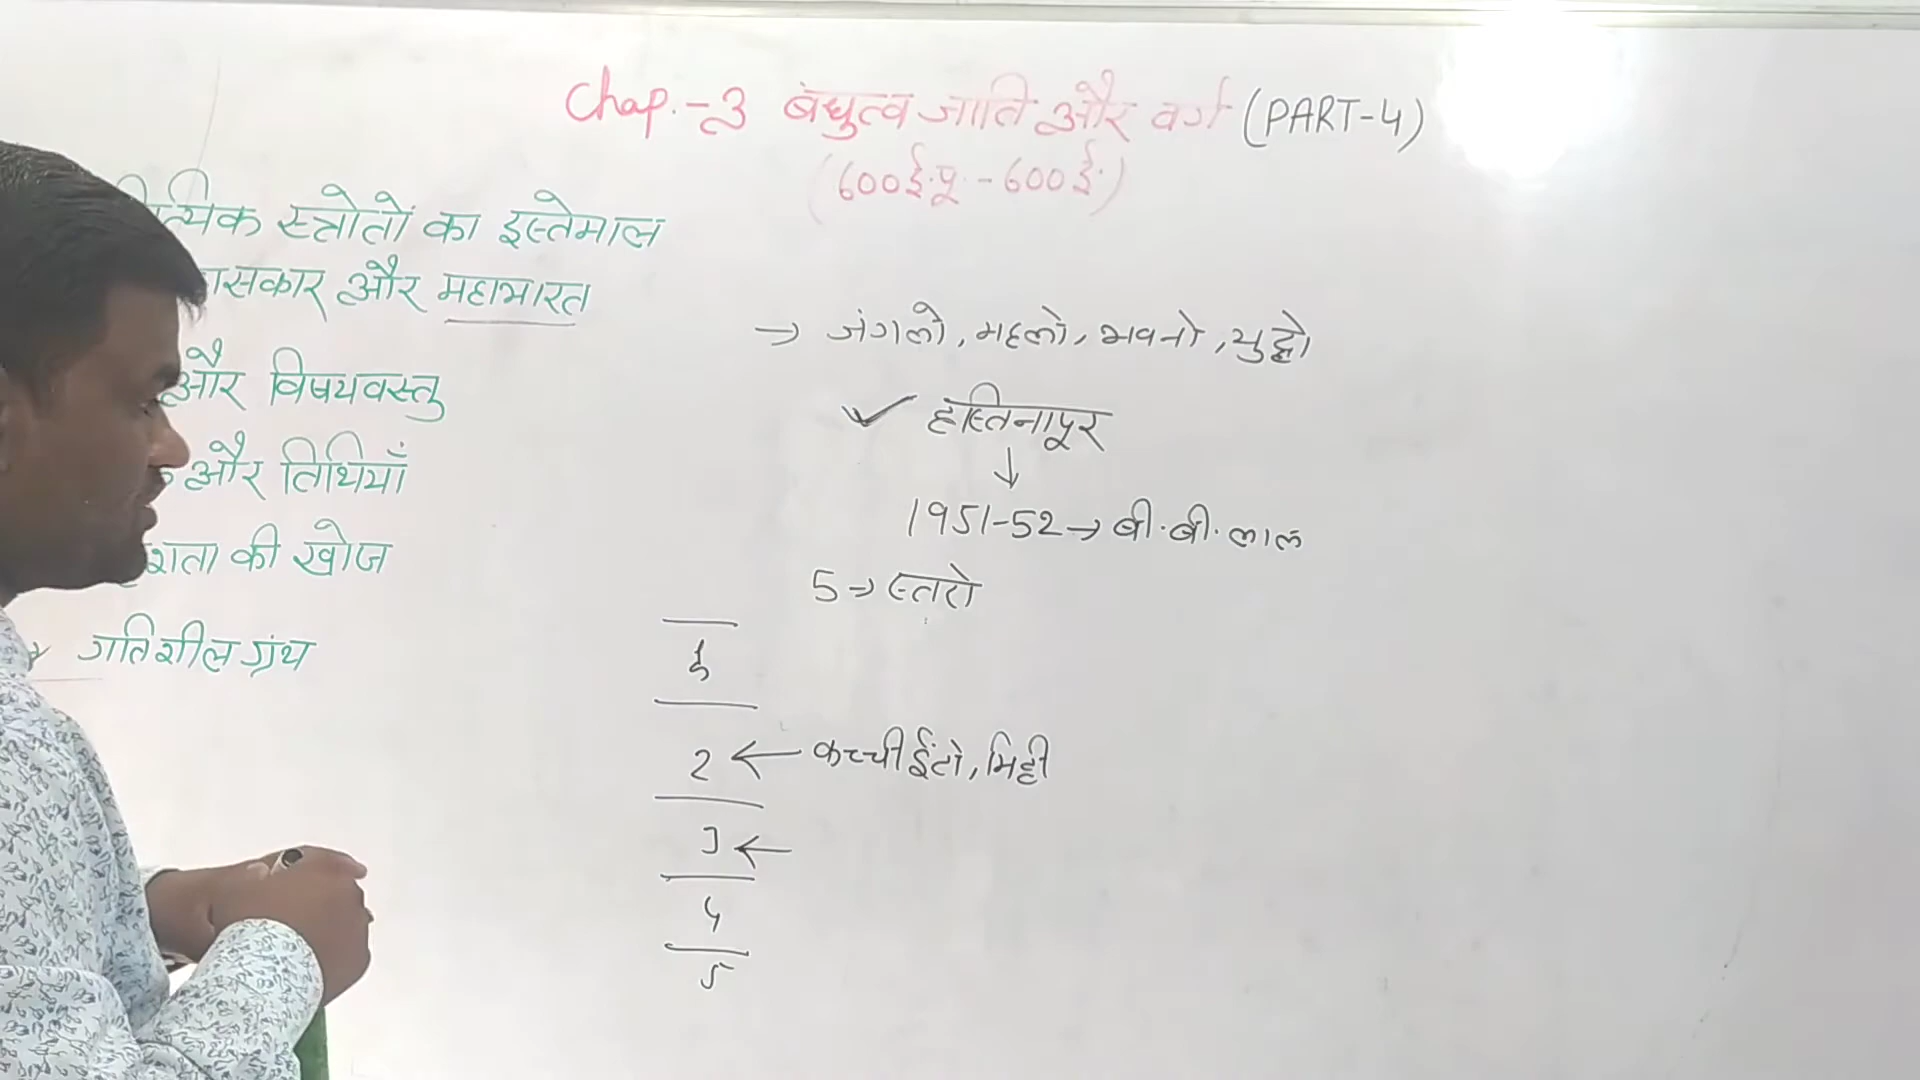 Chap.-3 बंधुत्व जाति और वर्ग (PART-4)
(600ई.पू.-600ई.)
त्यिक स्त्रोतों का इस्तेमाल
ासकार और महाभारत
और विषयवस्तु
और तिथियाँ
शता की खोज
गतिशील ग्रंथ
→ जंगलो, महलो, भवनो, युद्धो
✓ हस्तिनापूर
↓
1951-52→ बी.बी. लाल
5→ स्तरो
2 ← कच्ची ईंटो, मिट्टी
3 ←
4
5